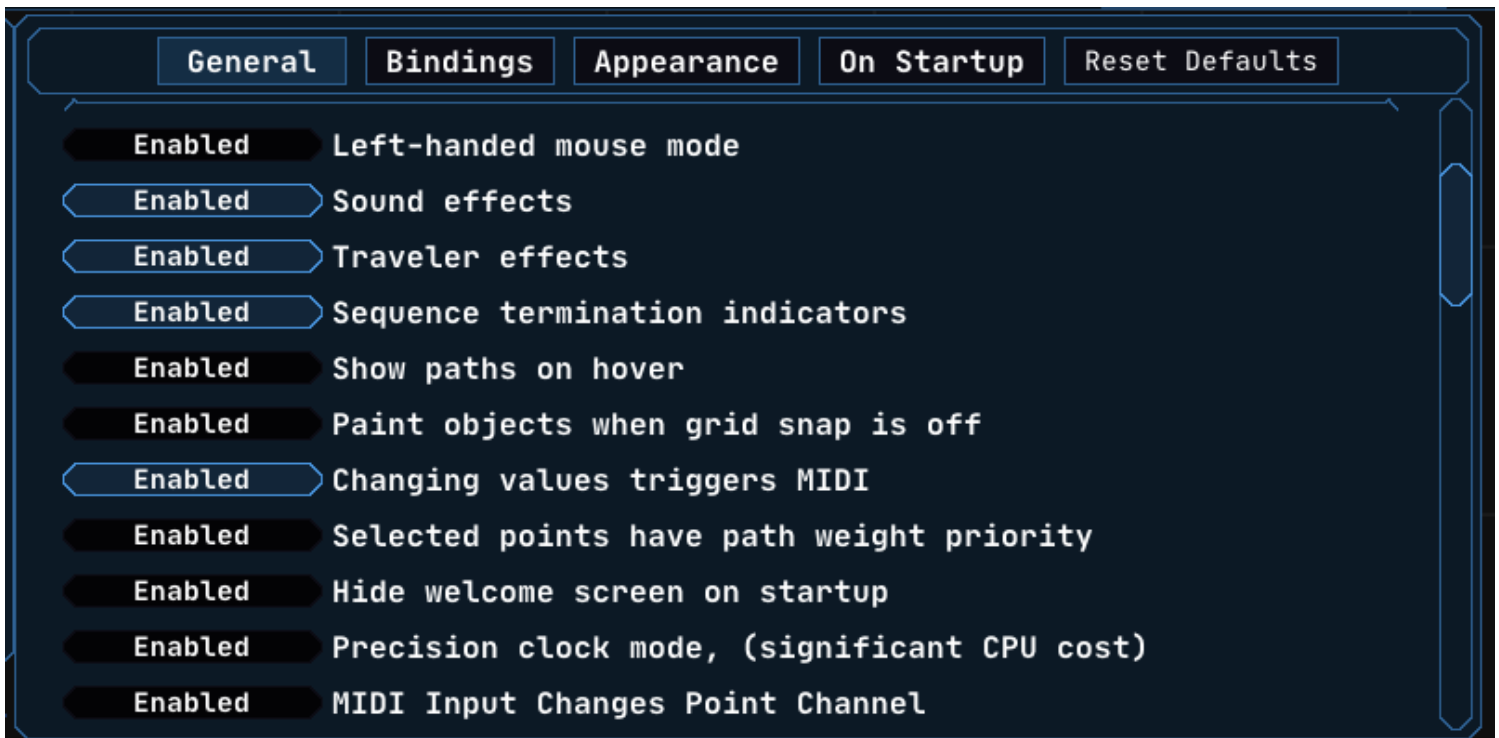 General Bindings Appearance On Startup Reset Defaults
Enabled Left-handed mouse mode
Enabled Sound effects
Enabled Traveler effects
Enabled Sequence termination indicators
Enabled Show paths on hover
Enabled Paint objects when grid snap is off
Enabled Changing values triggers MIDI
Enabled Selected points have path weight priority
Enabled Hide welcome screen on startup
Enabled Precision clock mode, (significant CPU cost)
Enabled MIDI Input Changes Point Channel